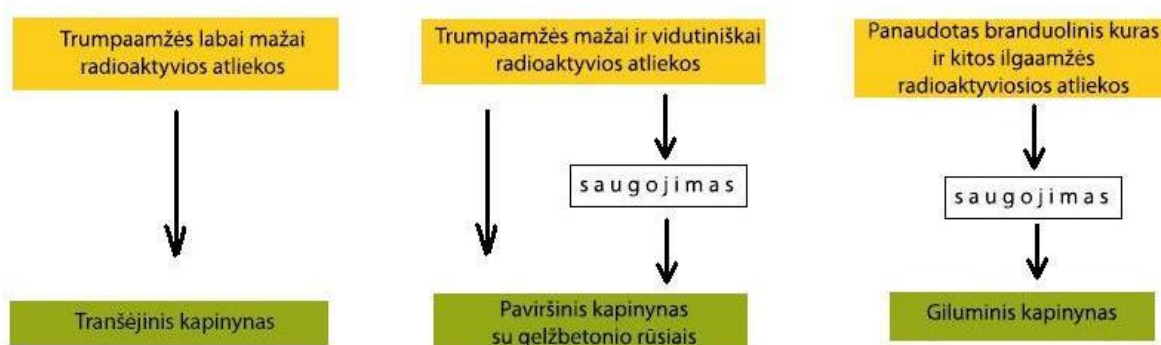 Trumpaamžės labai mažai
radioaktyvios atliekos
Trumpaamžės mažai ir vidutiniškai
radioaktyvios atliekos
Panaudotas branduolinis kuras
ir kitos ilgaamžės
radioaktyviosios atliekos
saugojimas
saugojimas
Tranšėjinis kapinynas
Paviršinis kapinynas
su gelžbetonio rūsiais
Giluminis kapinynas